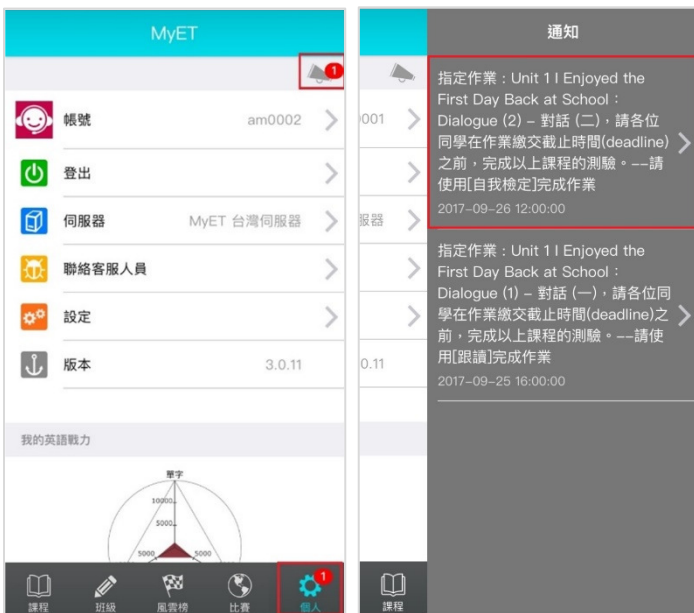 MyET
1
帳號
am0002
登出
伺服器
MyET 台灣伺服器
聯絡客服人員
設定
版本
3.0.11
我的英語戰力
單字
10000
5000
5000
5000
課程
班級
風雲榜
比賽
個人
1
001
服器
0.11
課程
通知
指定作業：Unit 1 I Enjoyed the
First Day Back at School：
Dialogue (2) – 對話 (二)，請各位
同學在作業繳交截止時間(deadline)
之前，完成以上課程的測驗。––請
使用[自我檢定]完成作業
2017–09–26 12:00:00
指定作業：Unit 1 I Enjoyed the
First Day Back at School：
Dialogue (1) – 對話 (一)，請各位同
學在作業繳交截止時間(deadline)之
前，完成以上課程的測驗。––請使
用[跟讀]完成作業
2017–09–25 16:00:00